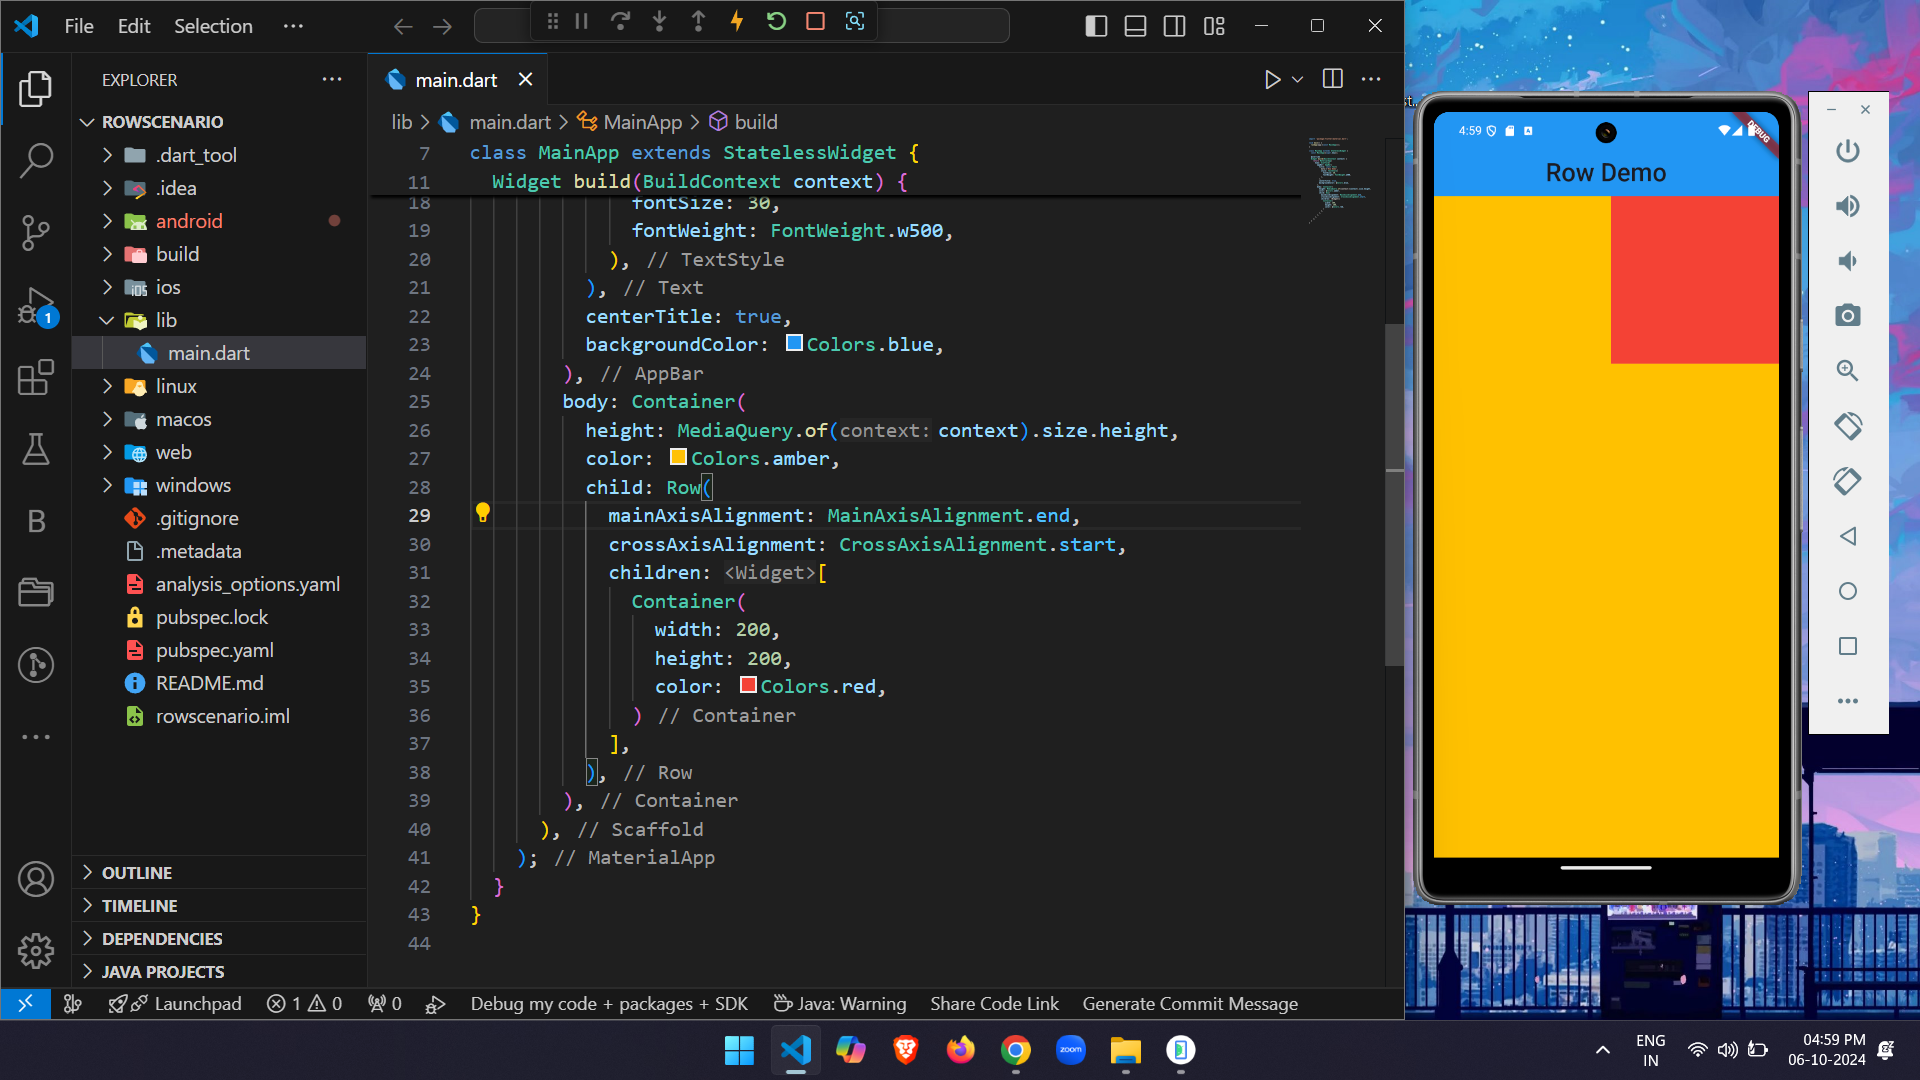 File Edit Selection ···
EXPLORER
ROWSCENARIO
.dart_tool
.idea
android
build
ios
lib
main.dart
linux
macos
web
windows
.gitignore
.metadata
analysis_options.yaml
pubspec.lock
pubspec.yaml
README.md
rowscenario.iml
OUTLINE
TIMELINE
DEPENDENCIES
JAVA PROJECTS
B
1
main.dart
lib > main.dart > MainApp > build
7 class MainApp extends StatelessWidget {
11 Widget build(BuildContext context) {
18 fontSize: 30,
19 fontWeight: FontWeight.w500,
20 ), // TextStyle
21 ), // Text
22 centerTitle: true,
23 backgroundColor: Colors.blue,
24 ), // AppBar
25 body: Container(
26 height: MediaQuery.of(context: context).size.height,
27 color: Colors.amber,
28 child: Row(
29 mainAxisAlignment: MainAxisAlignment.end,
30 crossAxisAlignment: CrossAxisAlignment.start,
31 children: <Widget>[
32 Container(
33 width: 200,
34 height: 200,
35 color: Colors.red,
36 ) // Container
37 ],
38 ), // Row
39 ), // Container
40 ), // Scaffold
41 ); // MaterialApp
42 }
43 }
44
Launchpad 1 0 0 Debug my code + packages + SDK Java: Warning Share Code Link Generate Commit Message
4:59
DEBUG
Row Demo
zoom
ENG
IN
04:59 PM
06-10-2024